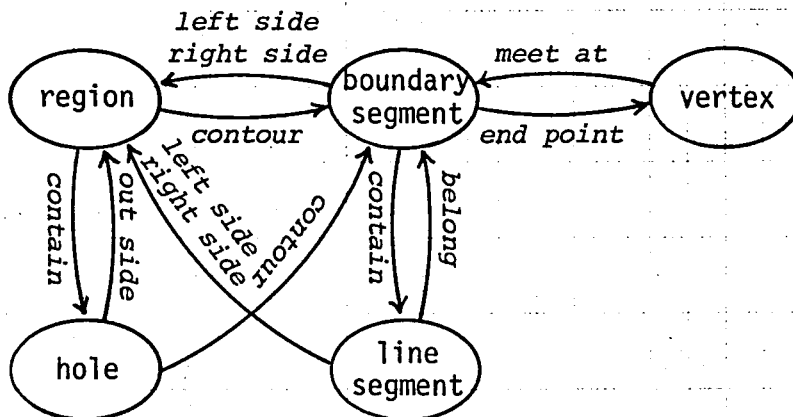 left side
right side
meet at
region
boundary
segment
vertex
contour
end point
left side
right side
contour
contain
out side
contain
belong
hole
line
segment